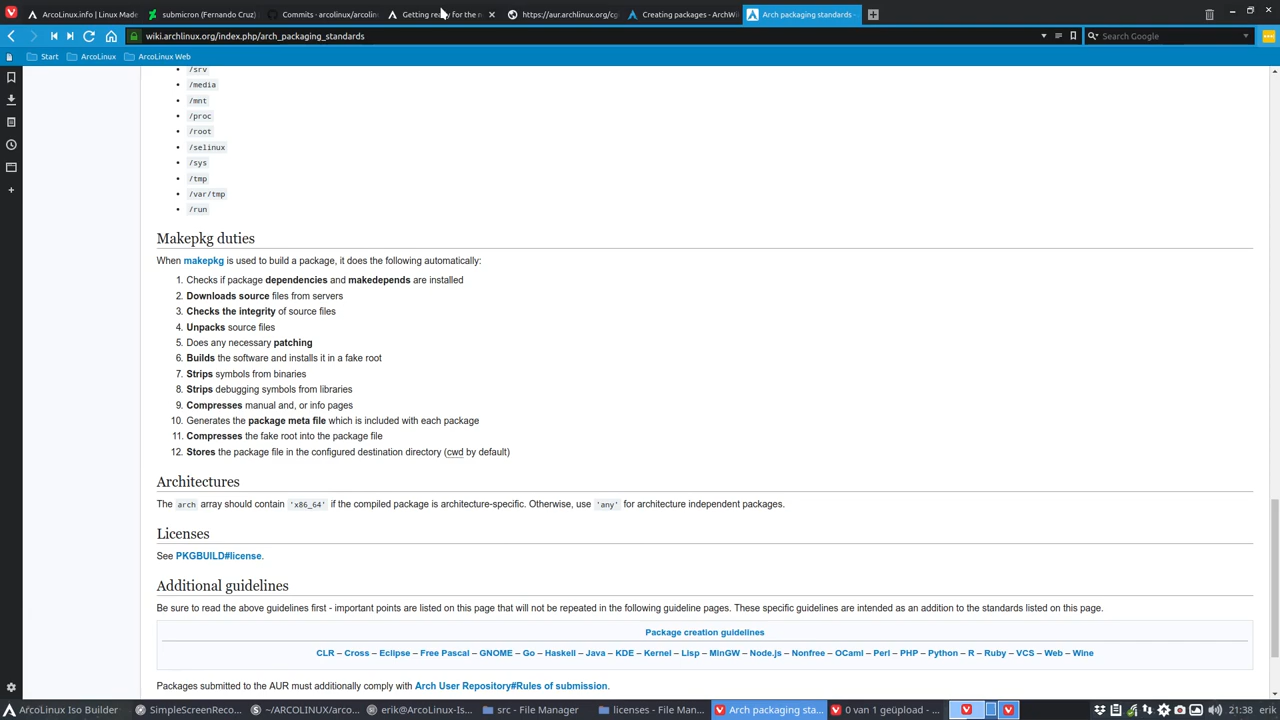 ArcoLinux.info | Linux Made
submicron (Fernando Cruz)
Commits - arcolinux/arcolin
Getting ready for the n
https://aur.archlinux.org/cg
Creating packages - ArchWi
Arch packaging standards -
wiki.archlinux.org/index.php/arch_packaging_standards
Search Google
Start
ArcoLinux
ArcoLinux Web
/srv
/media
/mnt
/proc
/root
/selinux
/sys
/tmp
/var/tmp
/run
Makepkg duties
When makepkg is used to build a package, it does the following automatically:
1. Checks if package dependencies and makedepends are installed
2. Downloads source files from servers
3. Checks the integrity of source files
4. Unpacks source files
5. Does any necessary patching
6. Builds the software and installs it in a fake root
7. Strips symbols from binaries
8. Strips debugging symbols from libraries
9. Compresses manual and, or info pages
10. Generates the package meta file which is included with each package
11. Compresses the fake root into the package file
12. Stores the package file in the configured destination directory (cwd by default)
Architectures
The arch array should contain 'x86_64' if the compiled package is architecture-specific. Otherwise, use 'any' for architecture independent packages.
Licenses
See PKGBUILD#license.
Additional guidelines
Be sure to read the above guidelines first - important points are listed on this page that will not be repeated in the following guideline pages. These specific guidelines are intended as an addition to the standards listed on this page.
Package creation guidelines
CLR – Cross – Eclipse – Free Pascal – GNOME – Go – Haskell – Java – KDE – Kernel – Lisp – MinGW – Node.js – Nonfree – OCaml – Perl – PHP – Python – R – Ruby – VCS – Web – Wine
Packages submitted to the AUR must additionally comply with Arch User Repository#Rules of submission.
ArcoLinux Iso Builder
SimpleScreenReco...
~/ARCOLINUX/arco...
erik@ArcoLinux-Is...
src - File Manager
licenses - File Man...
Arch packaging sta...
0 van 1 geüpload - ...
21:38
erik